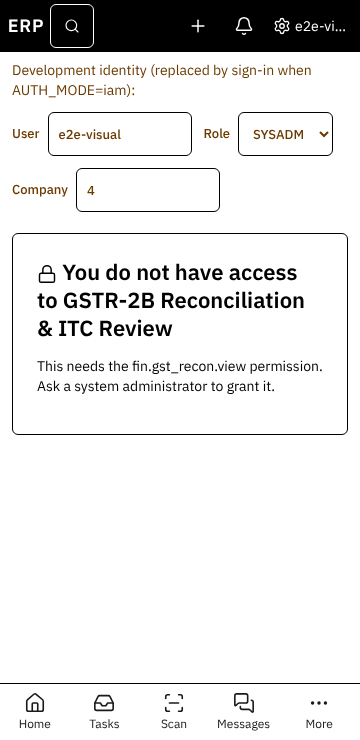 ERP
e2e-vi...
Development identity (replaced by sign-in when
AUTH_MODE=iam):
User e2e-visual Role SYSADM
Company 4
You do not have access
to GSTR-2B Reconciliation
& ITC Review
This needs the fin.gst_recon.view permission.
Ask a system administrator to grant it.
Home Tasks Scan Messages More